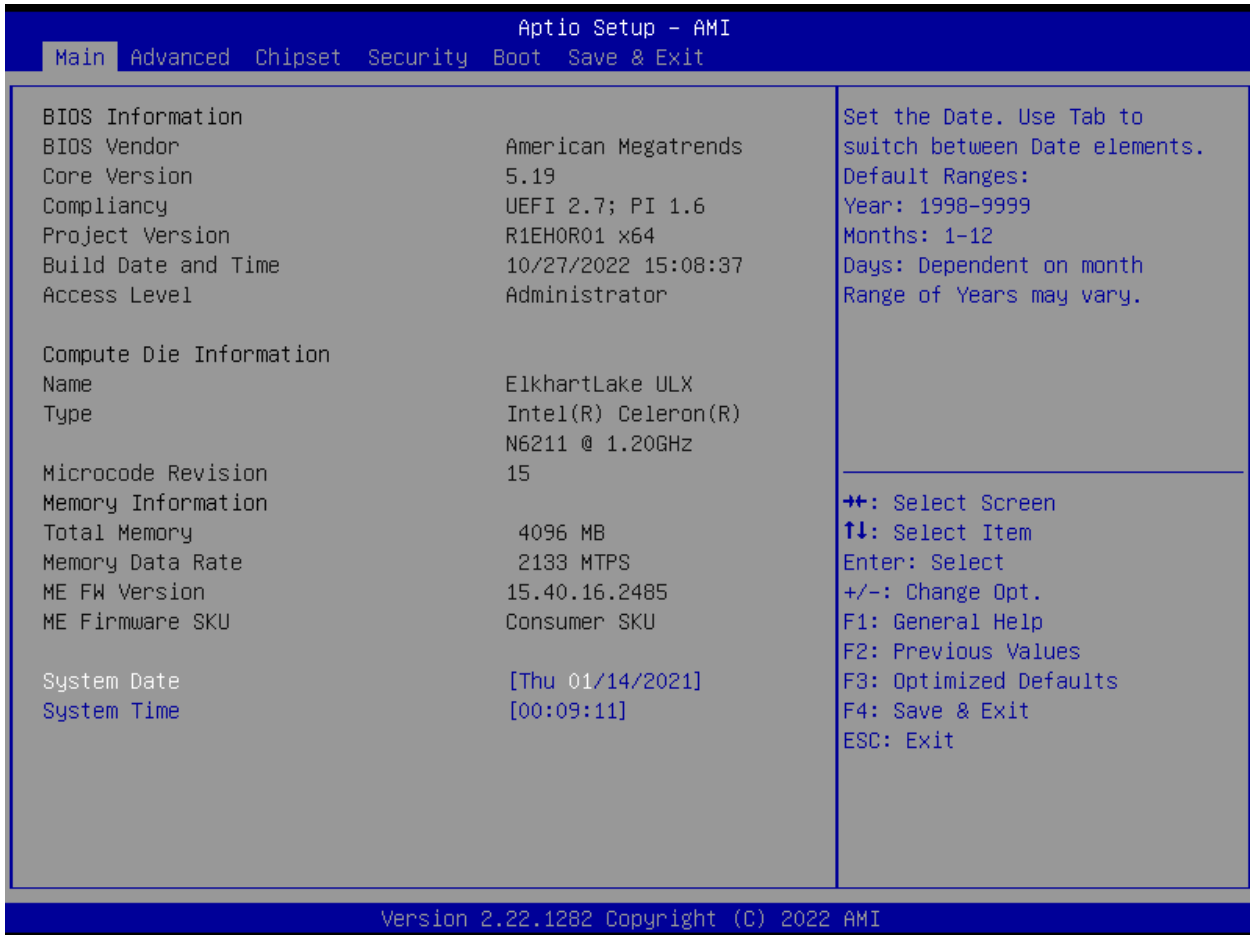 Aptio Setup – AMI
Main Advanced Chipset Security Boot Save & Exit
BIOS Information
BIOS Vendor American Megatrends
Core Version 5.19
Compliancy UEFI 2.7; PI 1.6
Project Version R1EH0R01 x64
Build Date and Time 10/27/2022 15:08:37
Access Level Administrator
Compute Die Information
Name ElkhartLake ULX
Type Intel(R) Celeron(R)
N6211 @ 1.20GHz
Microcode Revision 15
Memory Information
Total Memory 4096 MB
Memory Data Rate 2133 MTPS
ME FW Version 15.40.16.2485
ME Firmware SKU Consumer SKU
System Date [Thu 01/14/2021]
System Time [00:09:11]
Set the Date. Use Tab to
switch between Date elements.
Default Ranges:
Year: 1998–9999
Months: 1–12
Days: Dependent on month
Range of Years may vary.
→←: Select Screen
↑↓: Select Item
Enter: Select
+/–: Change Opt.
F1: General Help
F2: Previous Values
F3: Optimized Defaults
F4: Save & Exit
ESC: Exit
Version 2.22.1282 Copyright (C) 2022 AMI